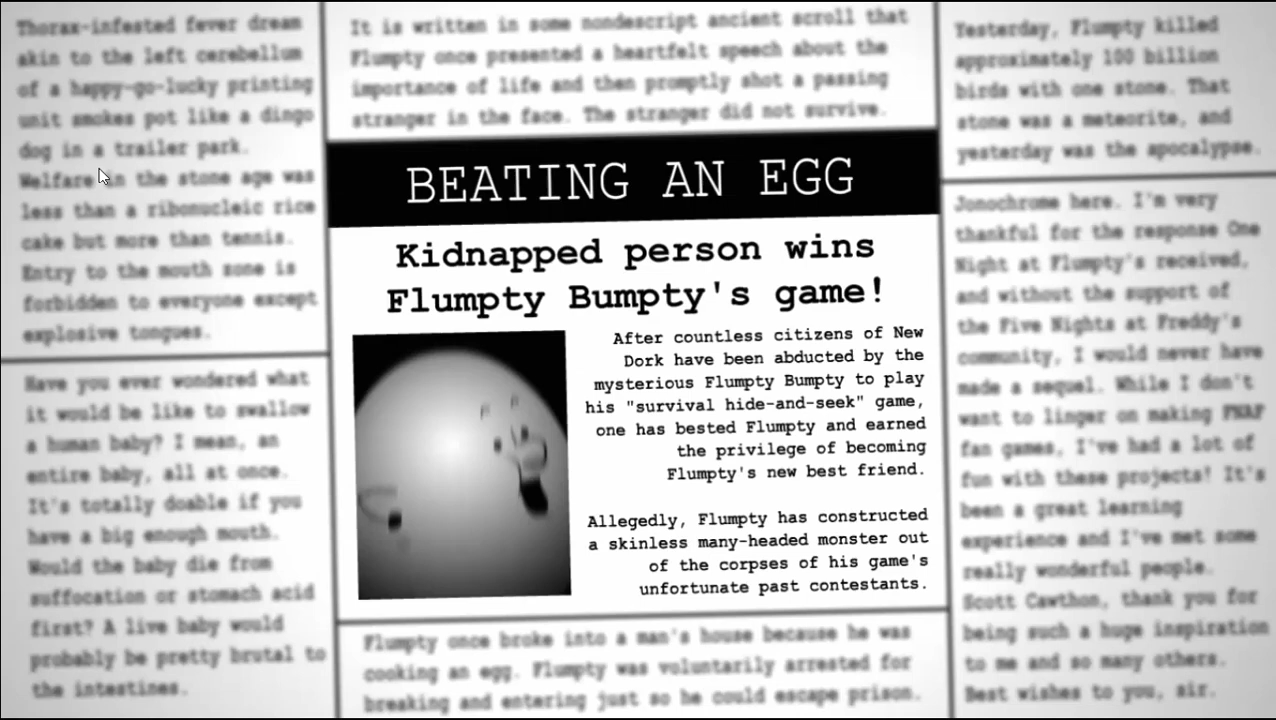 Thorax-infested fever dream
akin to the left cerebellum
of a happy-go-lucky printing
unit smokes pot like a dingo
dog in a trailer park.
Welfare in the stone age was
less than a ribonucleic rice
cake but more than tennis.
Entry to the mouth zone is
forbidden to everyone except
explosive tongues.
Have you ever wondered what
it would be like to swallow
a human baby? I mean, an
entire baby, all at once.
It's totally doable if you
have a big enough mouth.
Would the baby die from
suffocation or stomach acid
first? A live baby would
probably be pretty brutal to
the intestines.
It is written in some nondescript ancient scroll that
Flumpty once presented a heartfelt speech about the
importance of life and then promptly shot a passing
stranger in the face. The stranger did not survive.
BEATING AN EGG
Kidnapped person wins
Flumpty Bumpty's game!
After countless citizens of New
Dork have been abducted by the
mysterious Flumpty Bumpty to play
his "survival hide-and-seek" game,
one has bested Flumpty and earned
the privilege of becoming
Flumpty's new best friend.
Allegedly, Flumpty has constructed
a skinless many-headed monster out
of the corpses of his game's
unfortunate past contestants.
Flumpty once broke into a man's house because he was
cooking an egg. Flumpty was voluntarily arrested for
breaking and entering just so he could escape prison.
Yesterday, Flumpty killed
approximately 100 billion
birds with one stone. That
stone was a meteorite, and
yesterday was the apocalypse.
Jonochrome here. I'm very
thankful for the response One
Night at Flumpty's received,
and without the support of
the Five Nights at Freddy's
community, I would never have
made a sequel. While I don't
want to linger on making FNAF
fan games, I've had a lot of
fun with these projects! It's
been a great learning
experience and I've met some
really wonderful people.
Scott Cawthon, thank you for
being such a huge inspiration
to me and so many others.
Best wishes to you, sir.